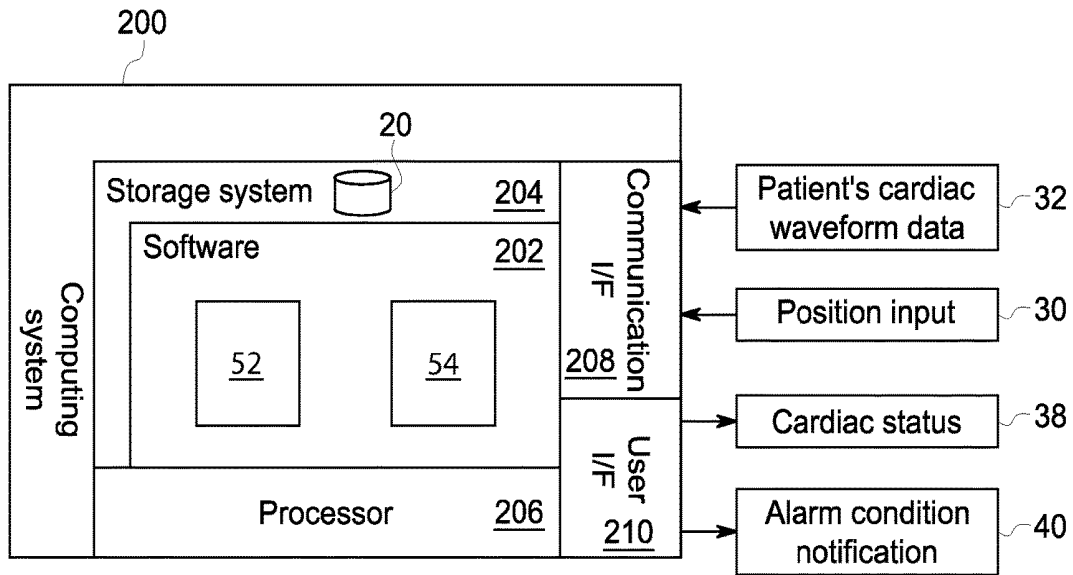 200
20
Storage system
204
Software
202
52
54
Computing
system
Processor
206
Communication
I/F
208
User
I/F
210
Patient's cardiac
waveform data
32
Position input
30
Cardiac status
38
Alarm condition
notification
40